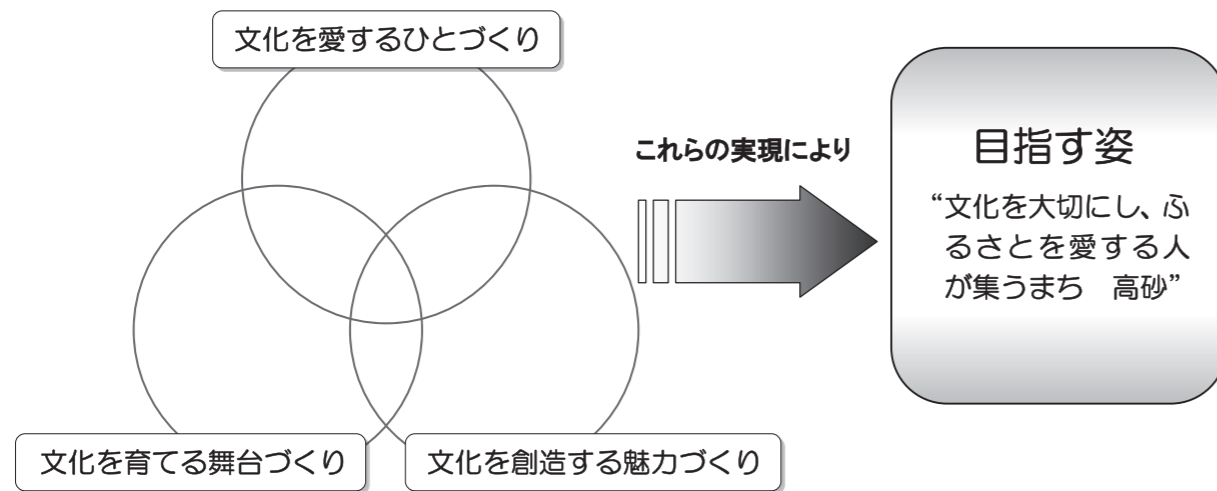 文化を愛するひとづくり
これらの実現により
目指す姿
“文化を大切にし、ふ
るさとを愛する人
が集うまち　高砂”
文化を育てる舞台づくり
文化を創造する魅力づくり